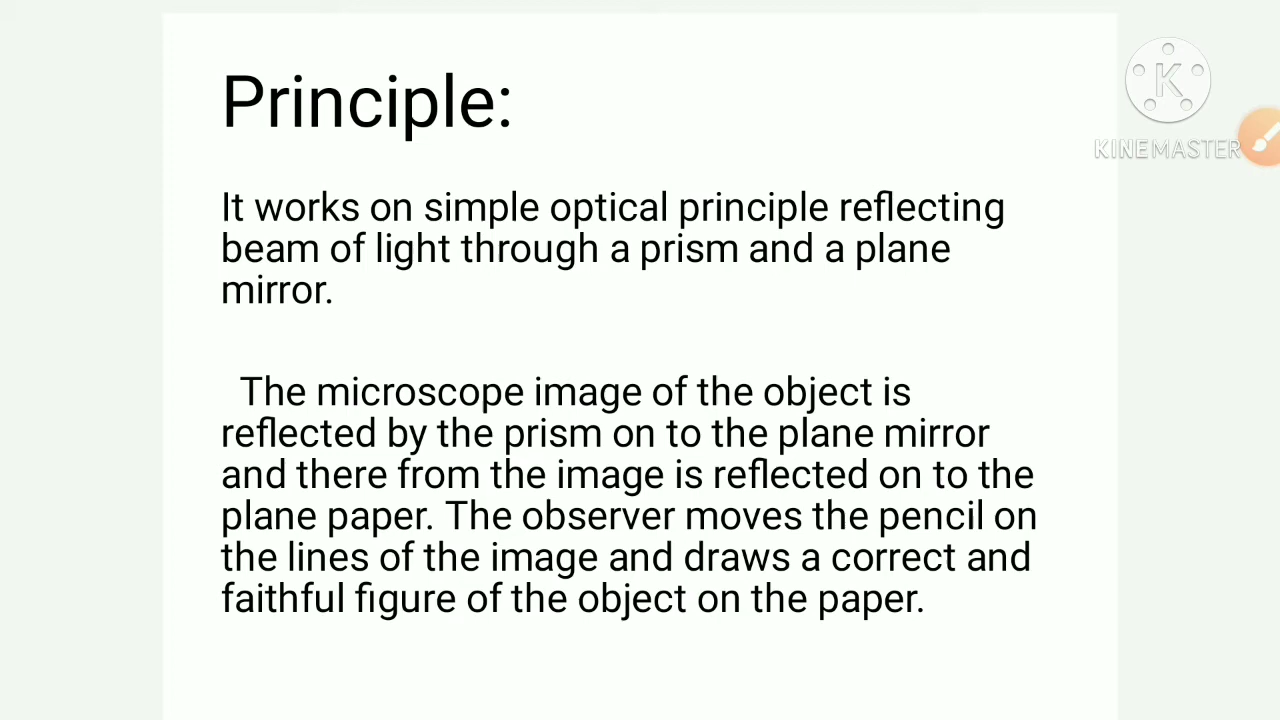 Principle:
It works on simple optical principle reflecting
beam of light through a prism and a plane
mirror.
The microscope image of the object is
reflected by the prism on to the plane mirror
and there from the image is reflected on to the
plane paper. The observer moves the pencil on
the lines of the image and draws a correct and
faithful figure of the object on the paper.
K
KINEMASTER